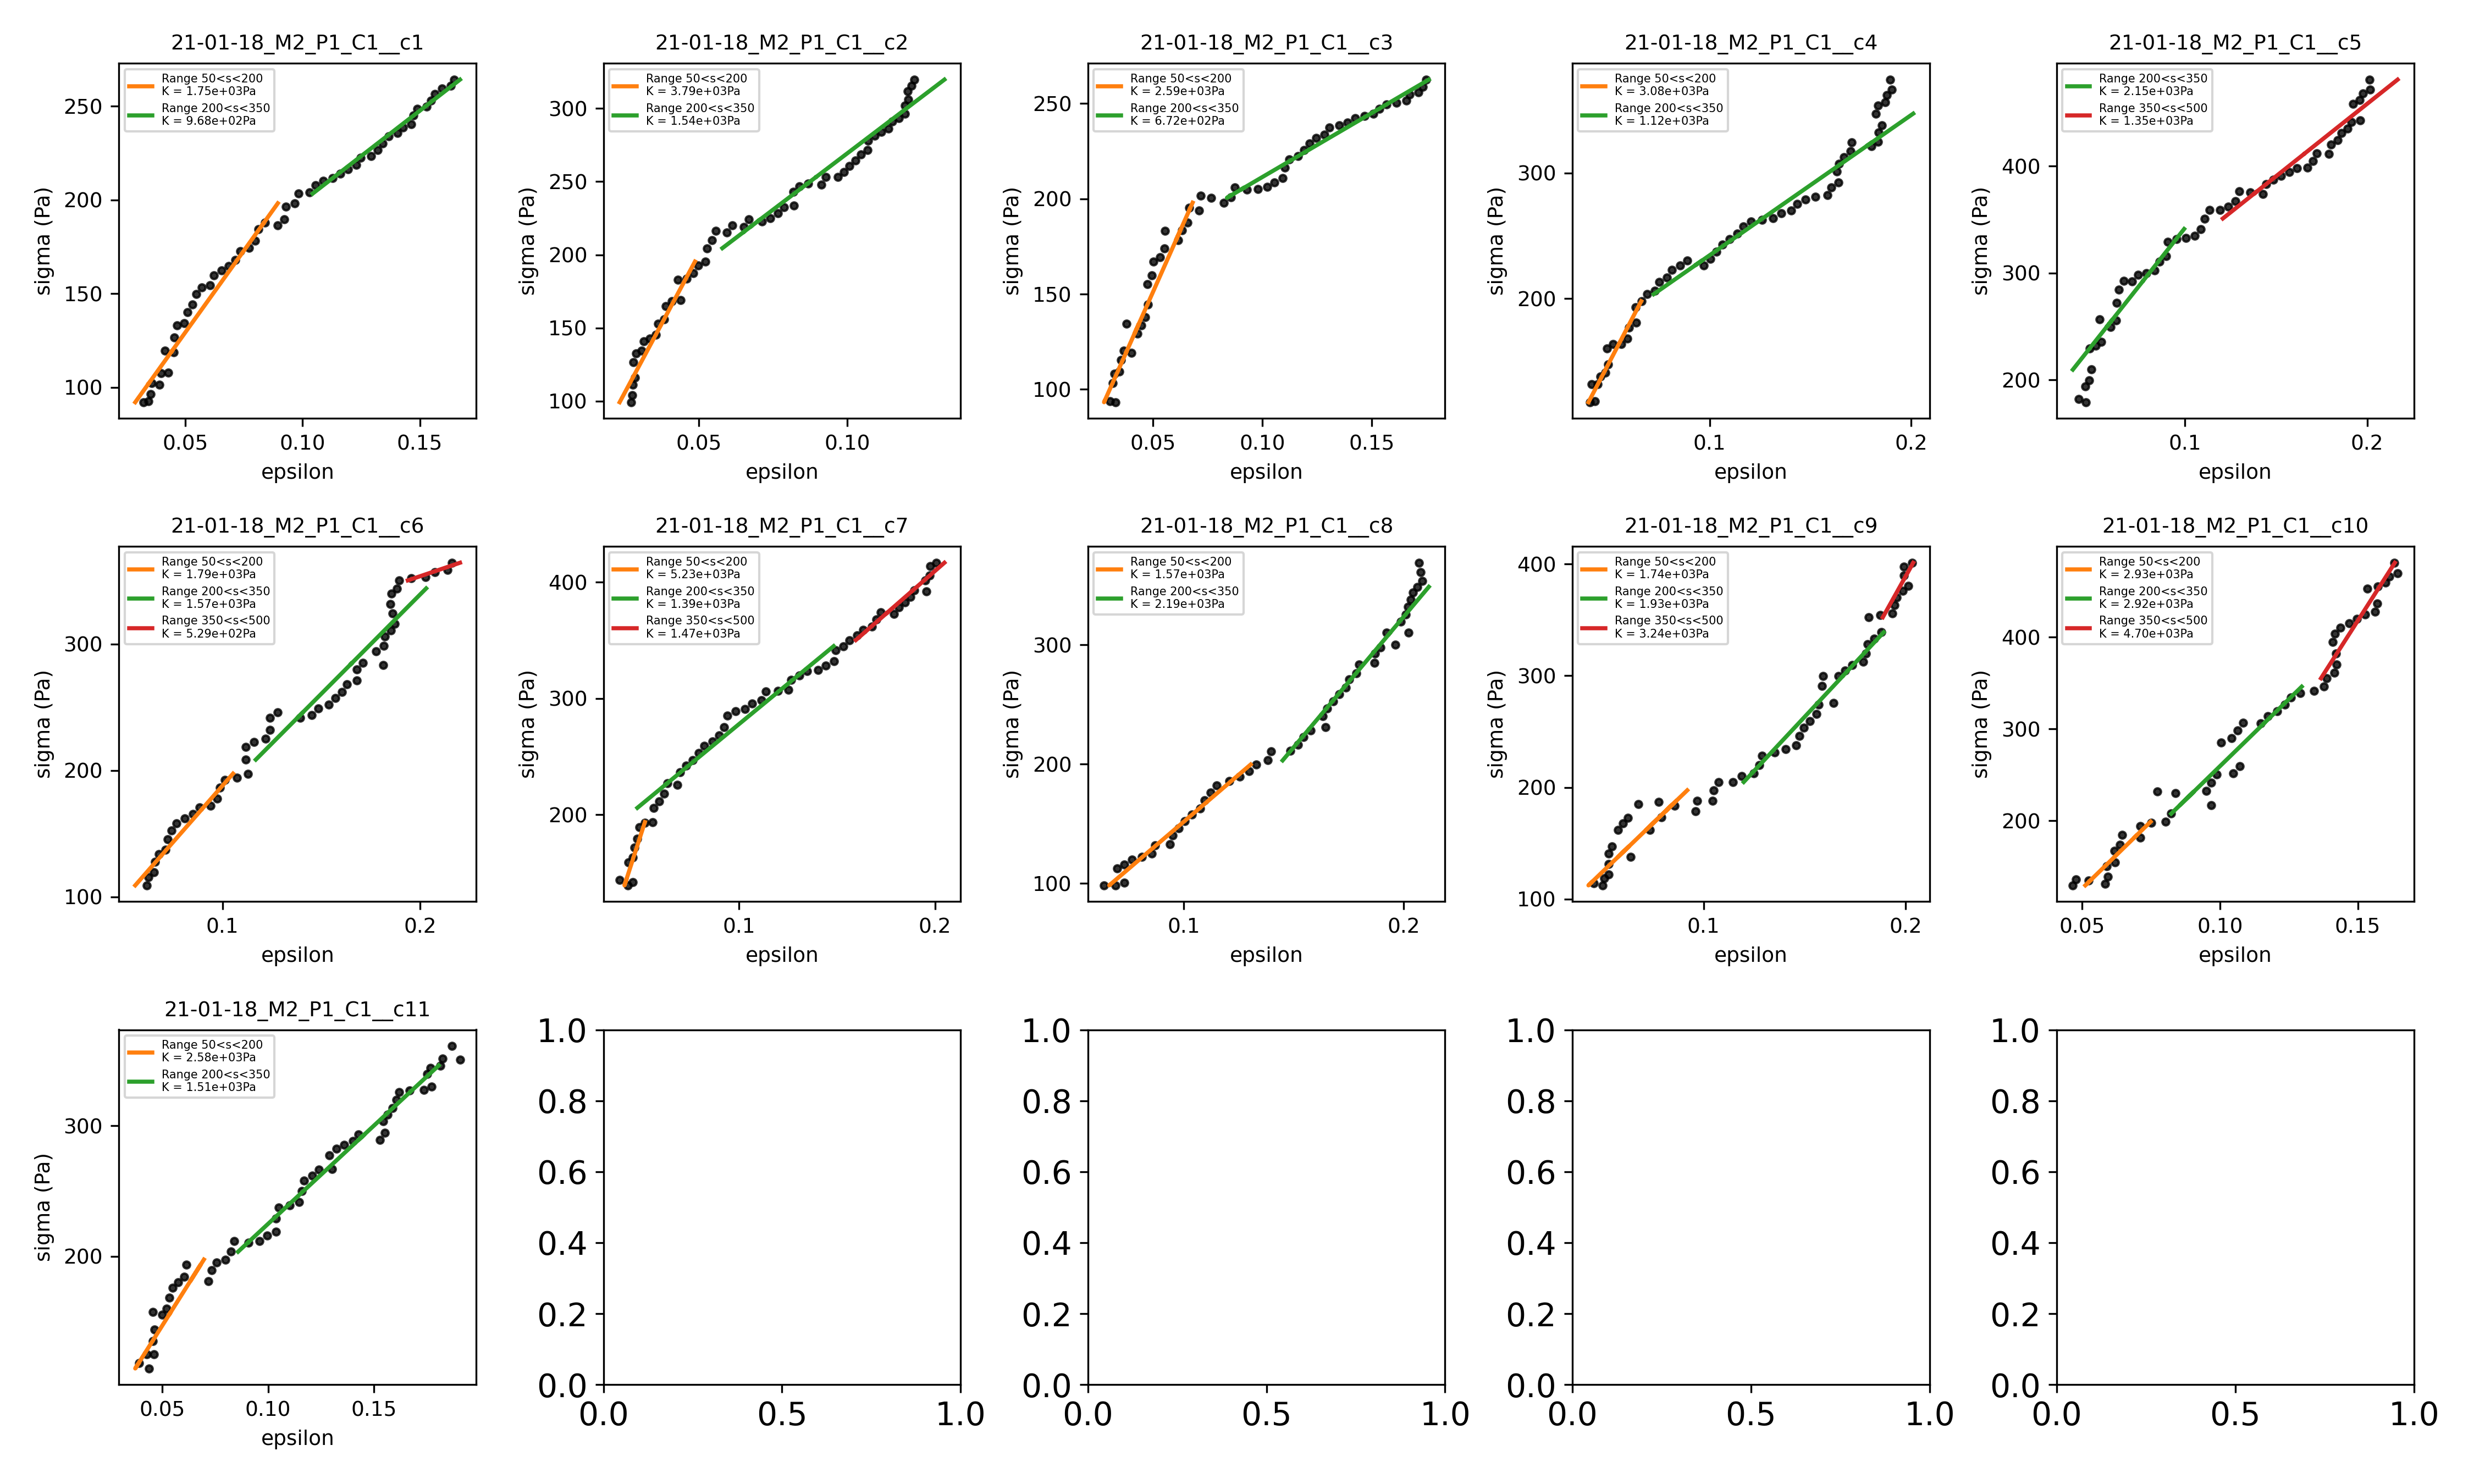 21-01-18_M2_P1_C1__c1
Range 50<s<200
K = 1.75e+03Pa
Range 200<s<350
K = 9.68e+02Pa
250
200
150
100
sigma (Pa)
0.05 0.10 0.15
epsilon
21-01-18_M2_P1_C1__c2
Range 50<s<200
K = 3.79e+03Pa
Range 200<s<350
K = 1.54e+03Pa
300
250
200
150
100
sigma (Pa)
0.05 0.10
epsilon
21-01-18_M2_P1_C1__c3
Range 50<s<200
K = 2.59e+03Pa
Range 200<s<350
K = 6.72e+02Pa
250
200
150
100
sigma (Pa)
0.05 0.10 0.15
epsilon
21-01-18_M2_P1_C1__c4
Range 50<s<200
K = 3.08e+03Pa
Range 200<s<350
K = 1.12e+03Pa
300
200
sigma (Pa)
0.1 0.2
epsilon
21-01-18_M2_P1_C1__c5
Range 200<s<350
K = 2.15e+03Pa
Range 350<s<500
K = 1.35e+03Pa
400
300
200
sigma (Pa)
0.1 0.2
epsilon
21-01-18_M2_P1_C1__c6
Range 50<s<200
K = 1.79e+03Pa
Range 200<s<350
K = 1.57e+03Pa
Range 350<s<500
K = 5.29e+02Pa
300
200
100
sigma (Pa)
0.1 0.2
epsilon
21-01-18_M2_P1_C1__c7
Range 50<s<200
K = 5.23e+03Pa
Range 200<s<350
K = 1.39e+03Pa
Range 350<s<500
K = 1.47e+03Pa
400
300
200
sigma (Pa)
0.1 0.2
epsilon
21-01-18_M2_P1_C1__c8
Range 50<s<200
K = 1.57e+03Pa
Range 200<s<350
K = 2.19e+03Pa
300
200
100
sigma (Pa)
0.1 0.2
epsilon
21-01-18_M2_P1_C1__c9
Range 50<s<200
K = 1.74e+03Pa
Range 200<s<350
K = 1.93e+03Pa
Range 350<s<500
K = 3.24e+03Pa
400
300
200
100
sigma (Pa)
0.1 0.2
epsilon
21-01-18_M2_P1_C1__c10
Range 50<s<200
K = 2.93e+03Pa
Range 200<s<350
K = 2.92e+03Pa
Range 350<s<500
K = 4.70e+03Pa
400
300
200
sigma (Pa)
0.05 0.10 0.15
epsilon
21-01-18_M2_P1_C1__c11
Range 50<s<200
K = 2.58e+03Pa
Range 200<s<350
K = 1.51e+03Pa
300
200
sigma (Pa)
0.05 0.10 0.15
epsilon
1.0
0.8
0.6
0.4
0.2
0.0
0.0 0.5 1.0
1.0
0.8
0.6
0.4
0.2
0.0
0.0 0.5 1.0
1.0
0.8
0.6
0.4
0.2
0.0
0.0 0.5 1.0
1.0
0.8
0.6
0.4
0.2
0.0
0.0 0.5 1.0